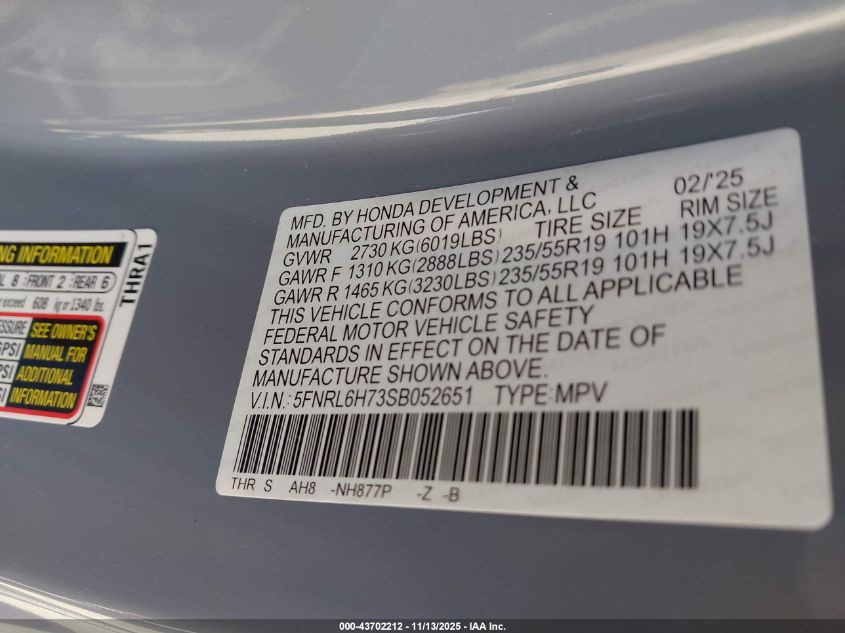 MFD. BY HONDA DEVELOPMENT & 02/'25
MANUFACTURING OF AMERICA, LLC
GVWR 2730 KG(6019LBS) TIRE SIZE RIM SIZE
GAWR F 1310 KG(2888LBS) 235/55R19 101H 19X7.5J
GAWR R 1465 KG(3230LBS) 235/55R19 101H 19X7.5J
THIS VEHICLE CONFORMS TO ALL APPLICABLE
FEDERAL MOTOR VEHICLE SAFETY
STANDARDS IN EFFECT ON THE DATE OF
MANUFACTURE SHOWN ABOVE.
V.I.N.: 5FNRL6H73SB052651 TYPE:MPV
THR S AH8 -NH877P -Z -B
INFORMATION
8 FRONT 2 REAR 6
exceed 608 kg or 1340 lbs.
SEE OWNER'S
MANUAL FOR
ADDITIONAL
INFORMATION
THRA1
000-43702212 - 11/13/2025 - IAA Inc.